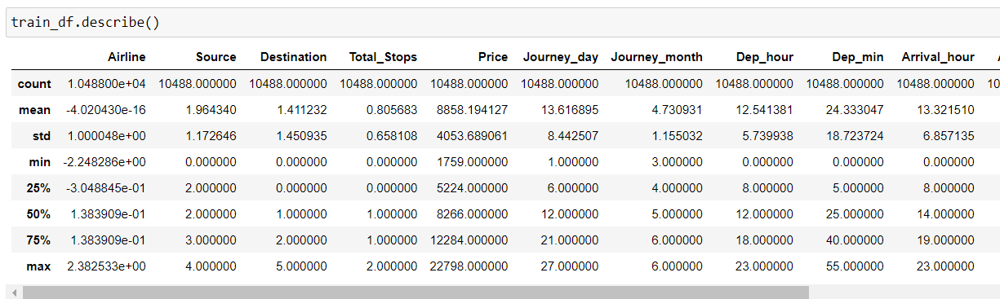 train_df.describe()
Airline Source Destination Total_Stops Price Journey_day Journey_month Dep_hour Dep_min Arrival_hour
count 1.048800e+04 10488.000000 10488.000000 10488.000000 10488.000000 10488.000000 10488.000000 10488.000000 10488.000000 10488.000000 10
mean -4.020430e-16 1.964340 1.411232 0.805683 8858.194127 13.616895 4.730931 12.541381 24.333047 13.321510
std 1.000048e+00 1.172646 1.450935 0.658108 4053.689061 8.442507 1.155032 5.739938 18.723724 6.857135
min -2.248286e+00 0.000000 0.000000 0.000000 1759.000000 1.000000 3.000000 0.000000 0.000000 0.000000
25% -3.048845e-01 2.000000 0.000000 0.000000 5224.000000 6.000000 4.000000 8.000000 5.000000 8.000000
50% 1.383909e-01 2.000000 1.000000 1.000000 8266.000000 12.000000 5.000000 12.000000 25.000000 14.000000
75% 1.383909e-01 3.000000 2.000000 1.000000 12284.000000 21.000000 6.000000 18.000000 40.000000 19.000000
max 2.382533e+00 4.000000 5.000000 2.000000 22798.000000 27.000000 6.000000 23.000000 55.000000 23.000000